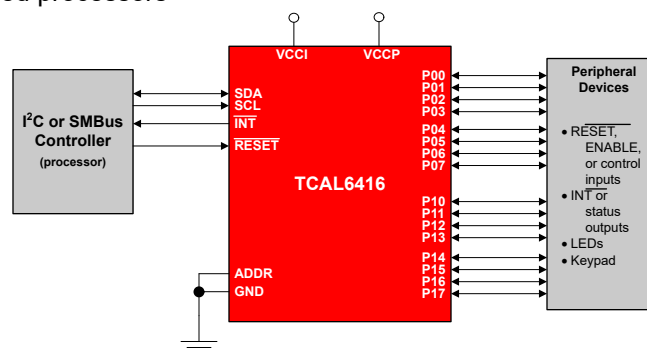 processors
VCCI VCCP
I²C or SMBus
Controller
(processor)
SDA
SCL
INT
RESET
ADDR
GND
TCAL6416
P00
P01
P02
P03
P04
P05
P06
P07
P10
P11
P12
P13
P14
P15
P16
P17
Peripheral
Devices
• RESET,
ENABLE,
or control
inputs
• INT or
status
outputs
• LEDs
• Keypad